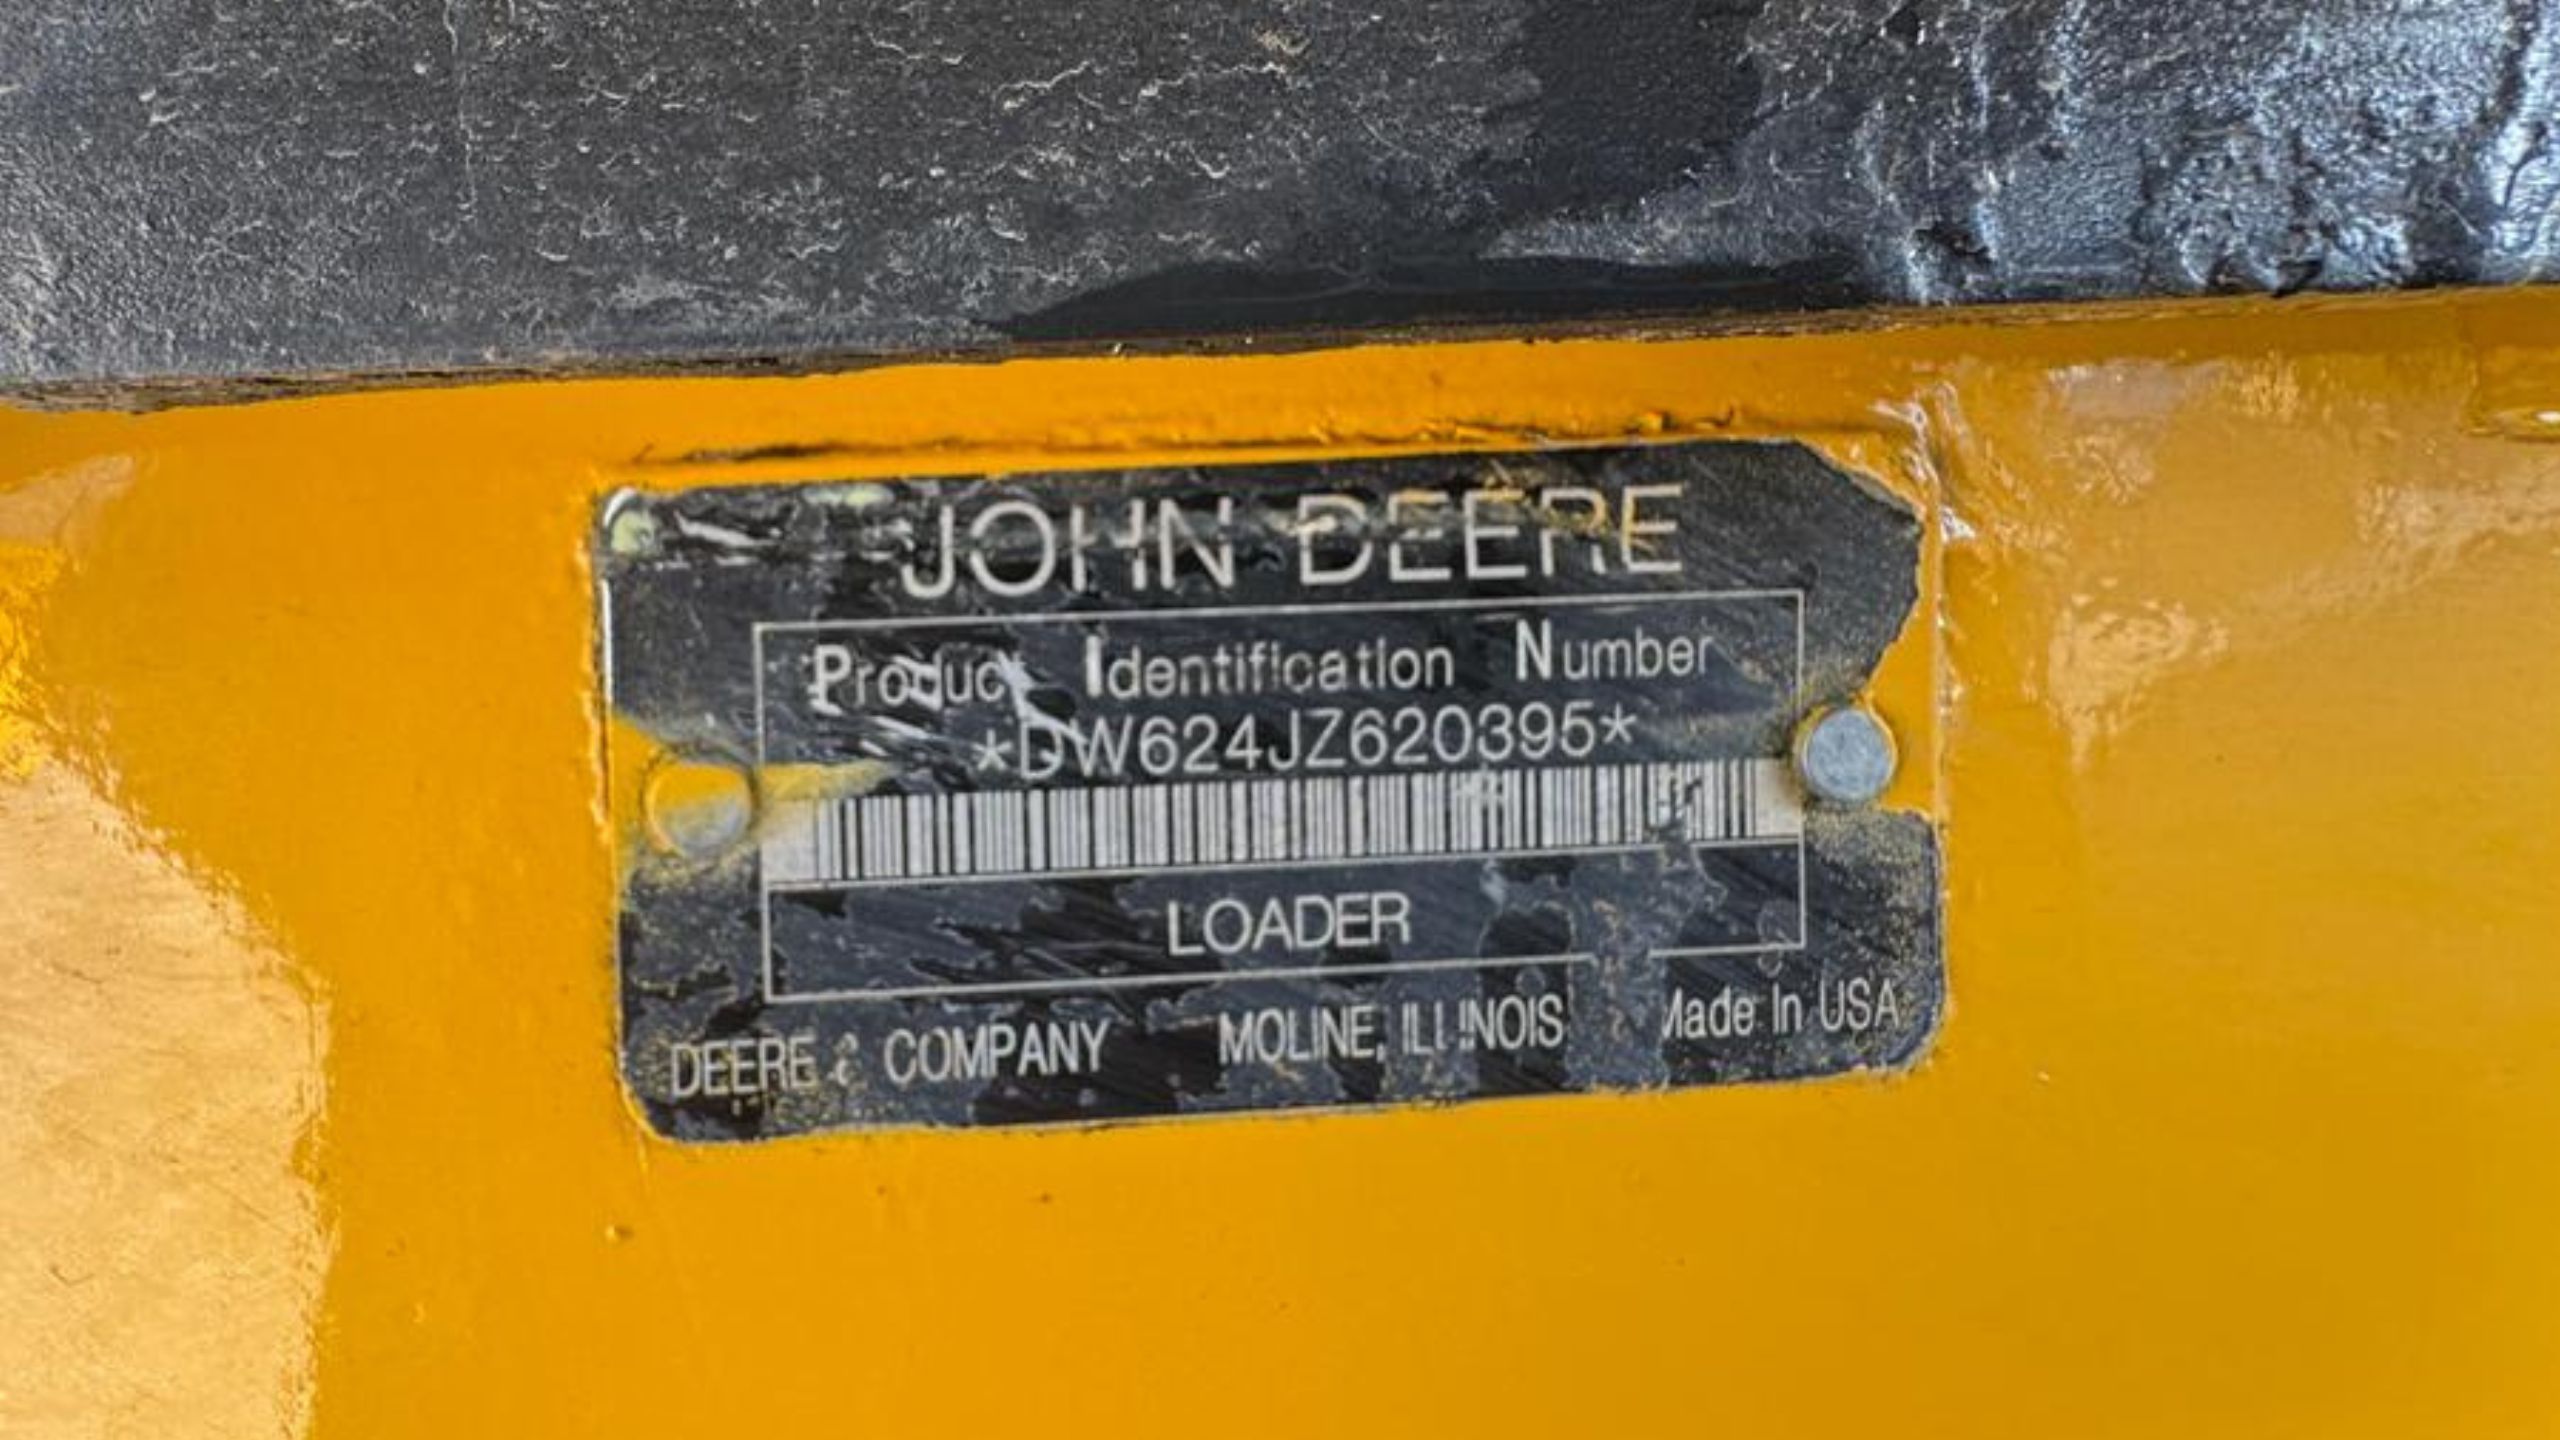 JOHN DEERE
Product Identification Number
*DW624JZ620395*
LOADER
DEERE & COMPANY MOLINE, ILLINOIS Made In USA